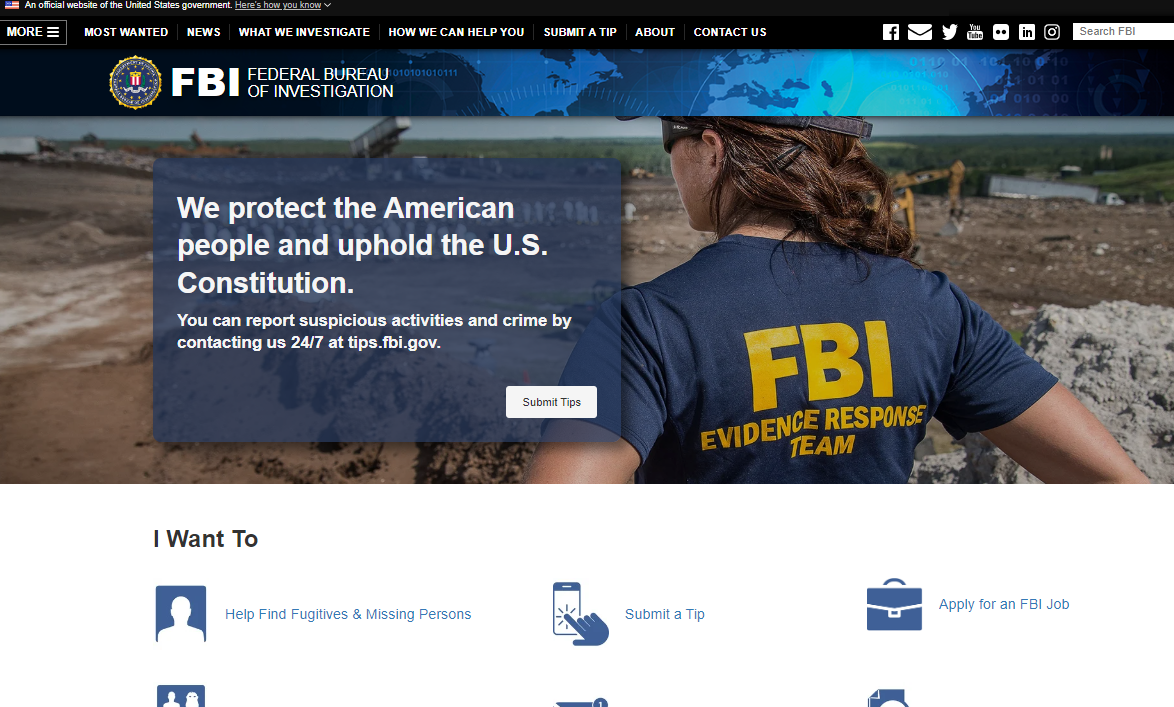 An official website of the United States government. Here's how you know
MORE
MOST WANTED NEWS WHAT WE INVESTIGATE HOW WE CAN HELP YOU SUBMIT A TIP ABOUT CONTACT US
You Tube
Search FBI
FBI FEDERAL BUREAU
OF INVESTIGATION
We protect the American
people and uphold the U.S.
Constitution.
You can report suspicious activities and crime by
contacting us 24/7 at tips.fbi.gov.
Submit Tips
FBI
EVIDENCE RESPONSE
TEAM
I Want To
Help Find Fugitives & Missing Persons
Submit a Tip
Apply for an FBI Job
1